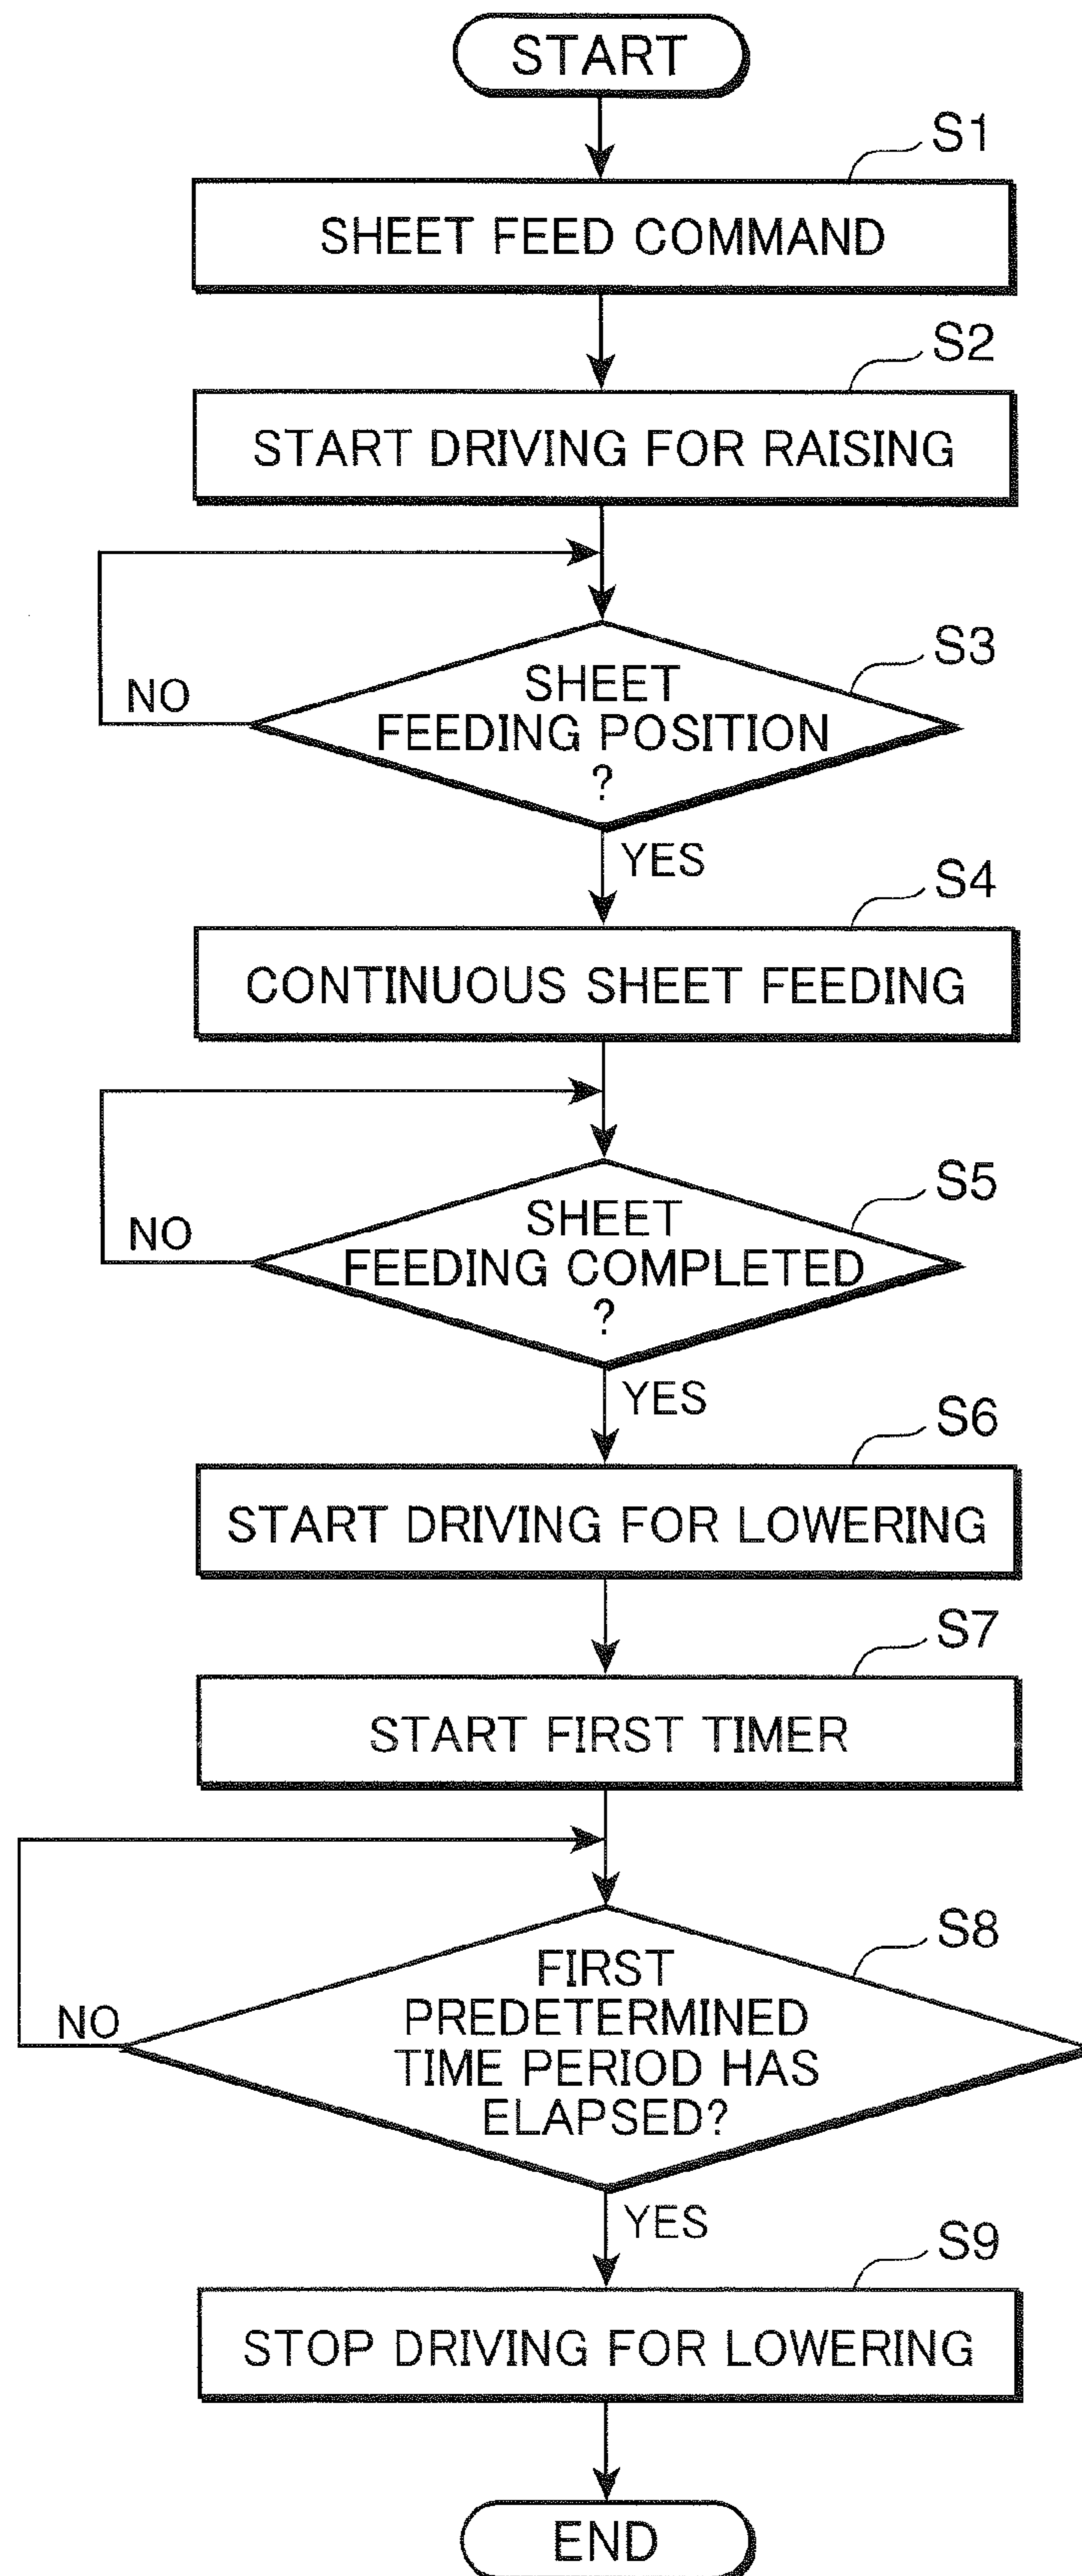 START
S1
SHEET FEED COMMAND
S2
START DRIVING FOR RAISING
S3
SHEET
FEEDING POSITION
?
NO
YES
S4
CONTINUOUS SHEET FEEDING
S5
SHEET
FEEDING COMPLETED
?
NO
YES
S6
START DRIVING FOR LOWERING
S7
START FIRST TIMER
S8
FIRST
PREDETERMINED
TIME PERIOD HAS
ELAPSED?
NO
YES
S9
STOP DRIVING FOR LOWERING
END